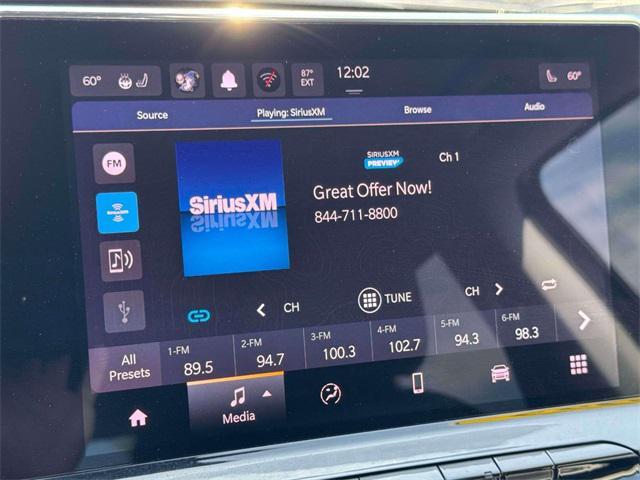 60° 87° EXT 12:02 60°
Source Playing: SiriusXM Browse Audio
FM
SiriusXM
SIRIUSXM PREVIEW Ch 1
Great Offer Now!
844-711-8800
CH TUNE CH
All Presets
1-FM 2-FM 3-FM 4-FM 5-FM 6-FM
89.5 94.7 100.3 102.7 94.3 98.3
Media